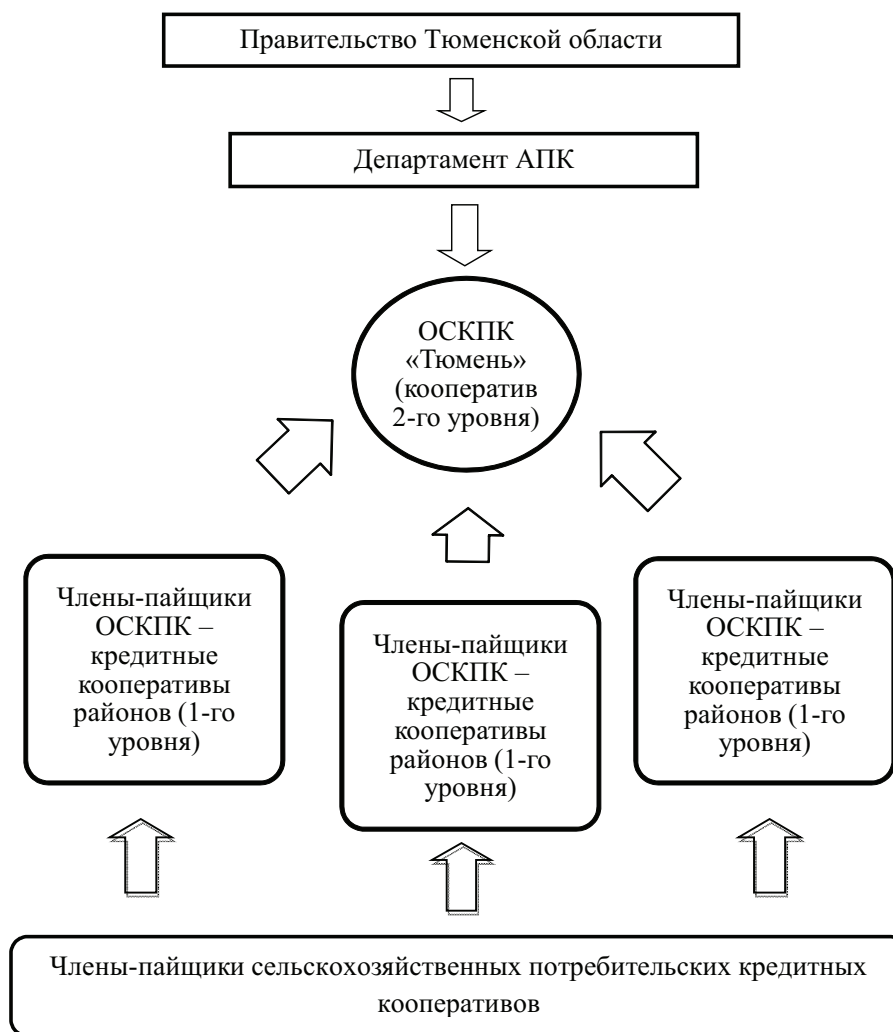 Правительство Тюменской области
Департамент АПК
ОСКПК
«Тюмень»
(кооператив
2-го уровня)
Члены-пайщики
ОСКПК –
кредитные
кооперативы
районов (1-го
уровня)
Члены-пайщики
ОСКПК –
кредитные
кооперативы
районов (1-го
уровня)
Члены-пайщики
ОСКПК –
кредитные
кооперативы
районов (1-го
уровня)
Члены-пайщики сельскохозяйственных потребительских кредитных
кооперативов